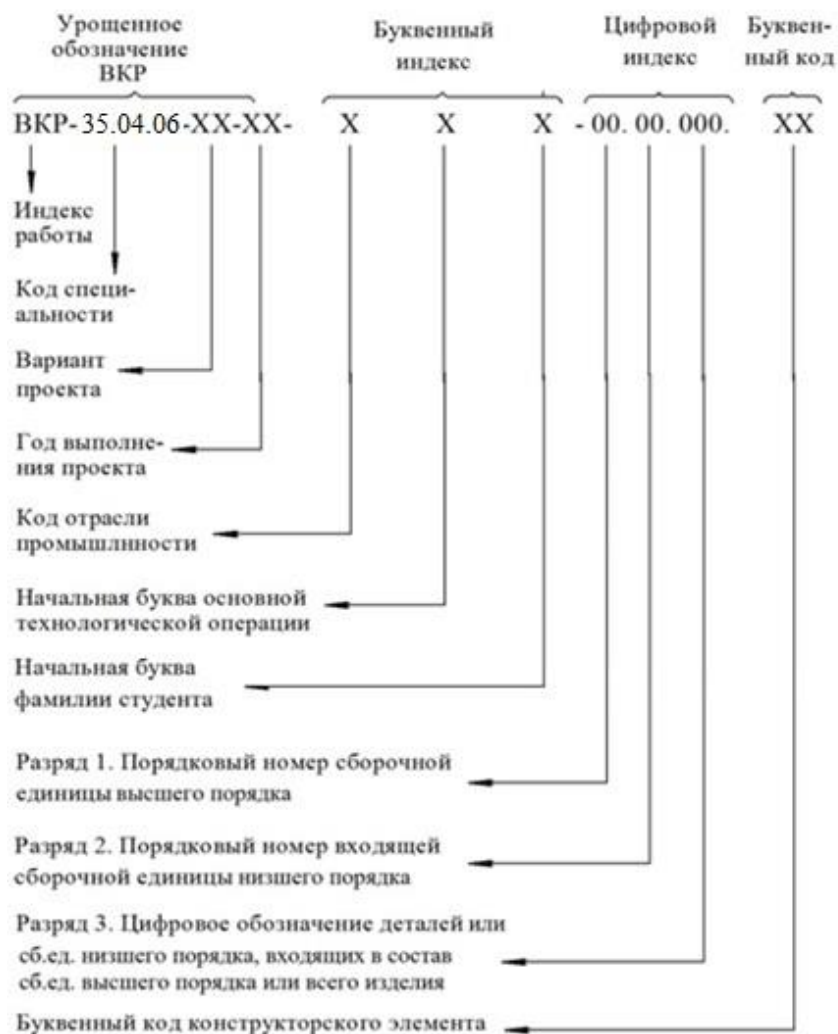 Урощенное
обозначение
ВКР
Буквенный
индекс
Цифровой
индекс
Буквен-
ный код
ВКР-35.04.06-ХХ-ХХ- Х Х Х - 00. 00. 000. ХХ
Индекс
работы
Код специ-
альности
Вариант
проекта
Год выполне-
ния проекта
Код отрасли
промышлнности
Начальная буква основной
технологической операции
Начальная буква
фамилии студента
Разряд 1. Порядковый номер сборочной
единицы высшего порядка
Разряд 2. Порядковый номер входящей
сборочной единицы низшего порядка
Разряд 3. Цифровое обозначение деталей или
сб.ед. низшего порядка, входящих в состав
сб.ед. высшего порядка или всего изделия
Буквенный код конструкторского элемента